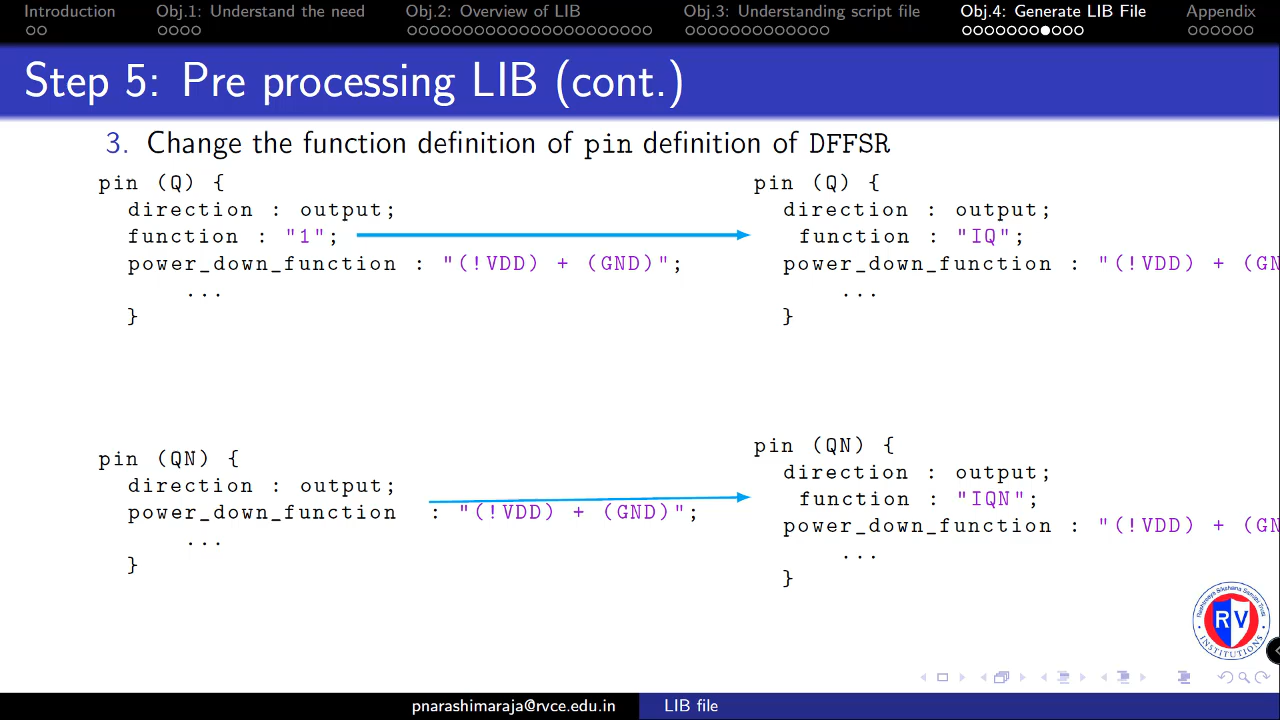 Introduction Obj.1: Understand the need Obj.2: Overview of LIB Obj.3: Understanding script file Obj.4: Generate LIB File Appendix
Step 5: Pre processing LIB (cont.)
3. Change the function definition of pin definition of DFFSR
pin (Q) {
direction : output;
function : "1";
power_down_function : "(!VDD) + (GND)";
...
}
pin (Q) {
direction : output;
function : "IQ";
power_down_function : "(!VDD) + (GN
...
}
pin (QN) {
direction : output;
power_down_function : "(!VDD) + (GND)";
...
}
pin (QN) {
direction : output;
function : "IQN";
power_down_function : "(!VDD) + (GN
...
}
RV
INSTITUTIONS
pnarashimaraja@rvce.edu.in LIB file